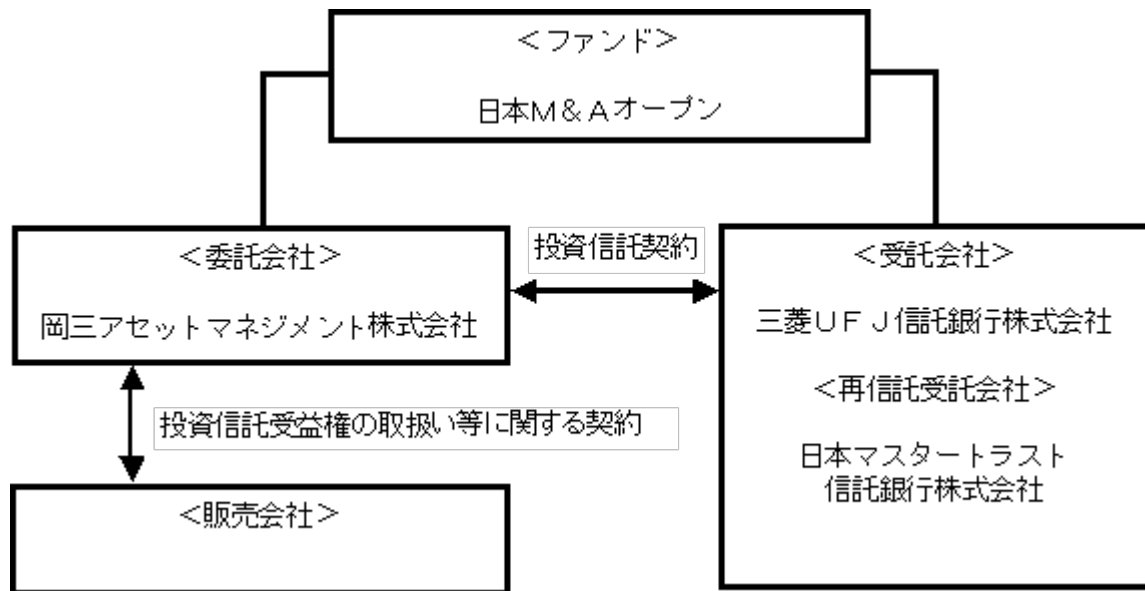 <ファンド>
日本M&Aオープン
<委託会社>
岡三アセットマネジメント株式会社
投資信託契約
<受託会社>
三菱UFJ信託銀行株式会社
<再信託受託会社>
日本マスタートラスト
信託銀行株式会社
投資信託受益権の取扱い等に関する契約
<販売会社>